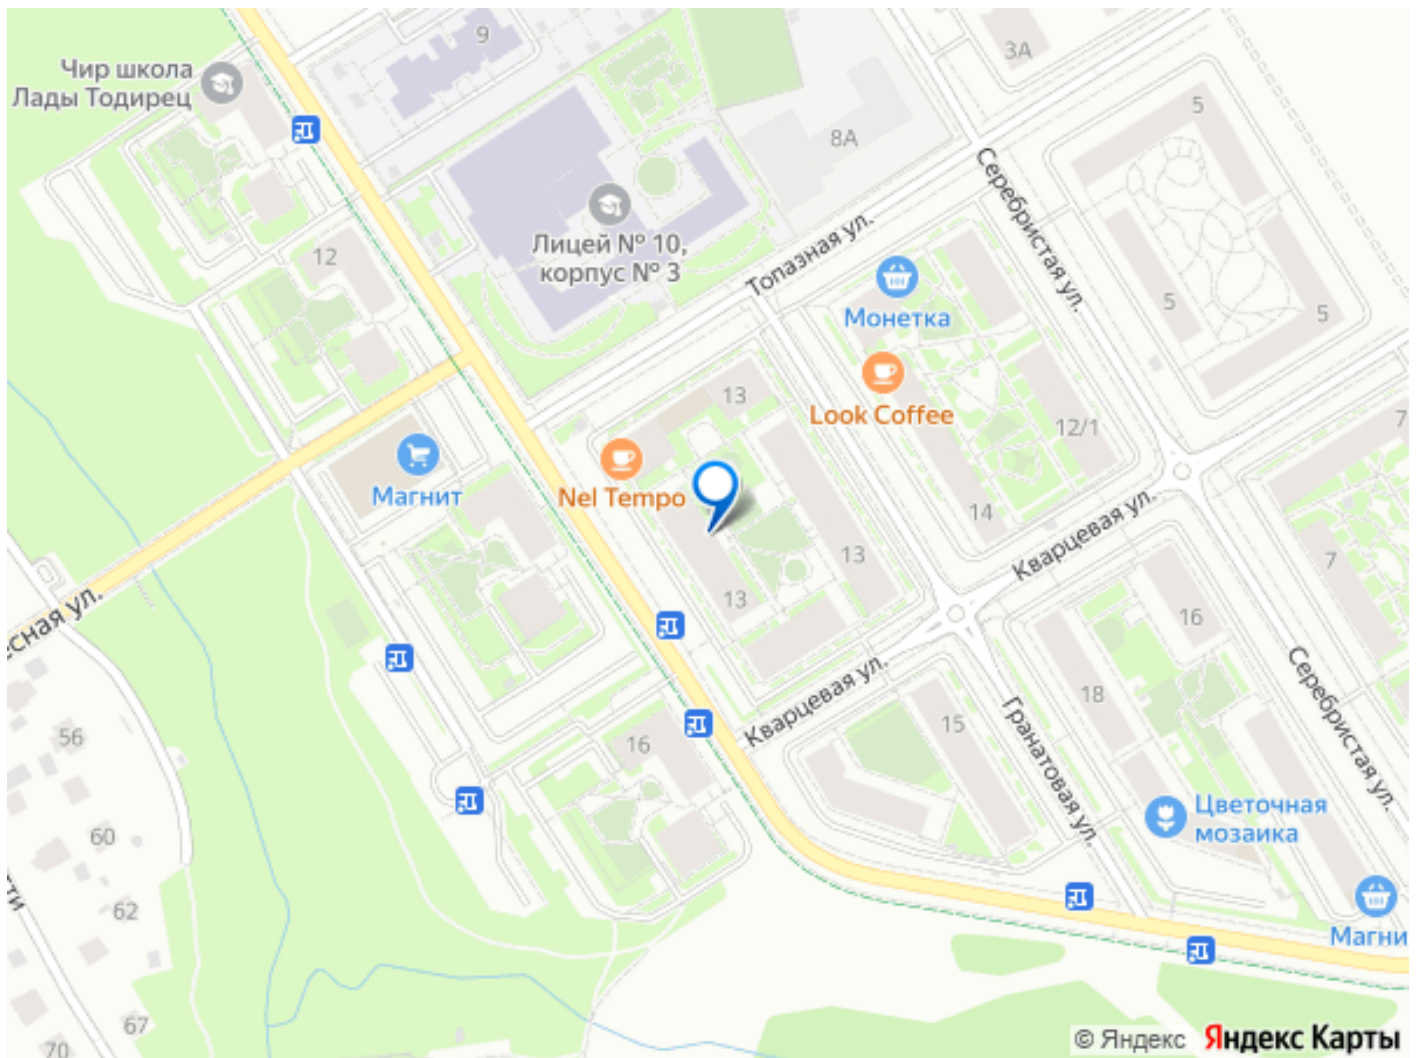 9
3А
Чир школа
Лады Тодирец
5
8А
Серебристая ул.
Лицей № 10,
корпус № 3
12
Топазная ул.
Монетка
5
5
13
Look Coffee
12/1
7
Магнит
Nel Tempo
14
Кварцевая ул.
13
7
13
есная ул.
16
Кварцевая ул.
18
15
Гранатовая ул.
Серебристая ул.
56
16
Цветочная
мозаика
60
сти
62
Магни
67
70
© Яндекс Яндекс Карты